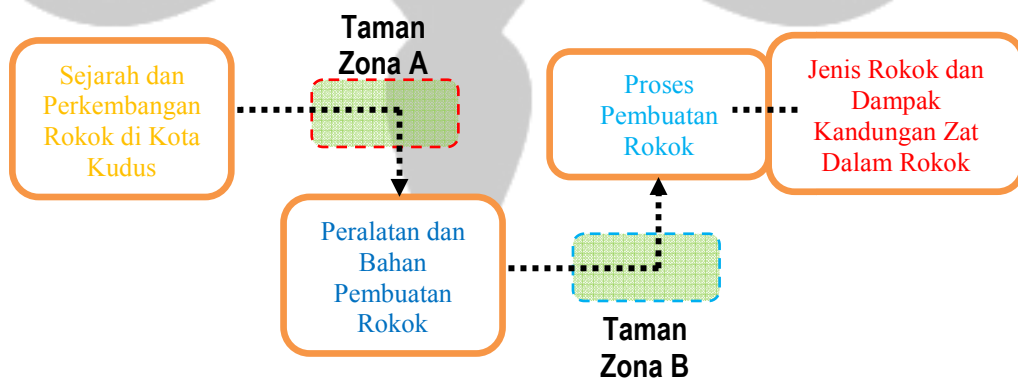 Taman
Zona A
Sejarah dan
Perkembangan
Rokok di Kota
Kudus
Proses
Pembuatan
Rokok
Jenis Rokok dan
Dampak
Kandungan Zat
Dalam Rokok
Peralatan dan
Bahan
Pembuatan
Rokok
Taman
Zona B